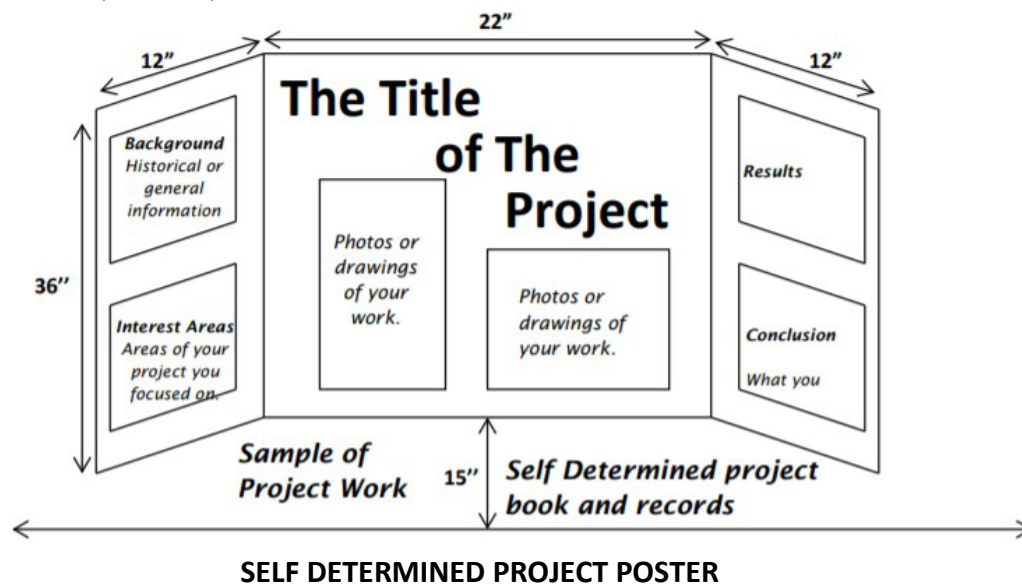 22”
12”
12”
The Title
of The
Project
Background
Historical or
general
information
Interest Areas
Areas of your
project you
focused on.
36’’
Photos or
drawings
of your
work.
Photos or
drawings of
your work.
Results
Conclusion
What you
Sample of
Project Work
15’’
Self Determined project
book and records
SELF DETERMINED PROJECT POSTER